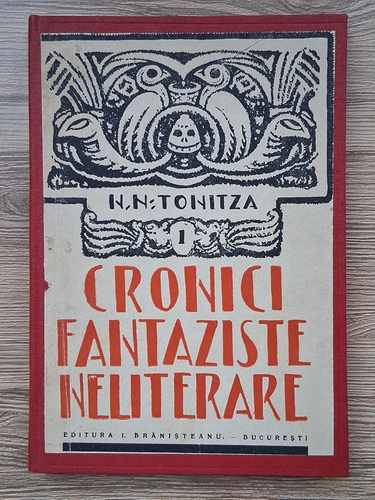 N. N. TONITZA
I
CRONICI
FANTAZISTE
NELITERARE
EDITURA I. BRĂNIȘTEANU. – BUCUREȘTI